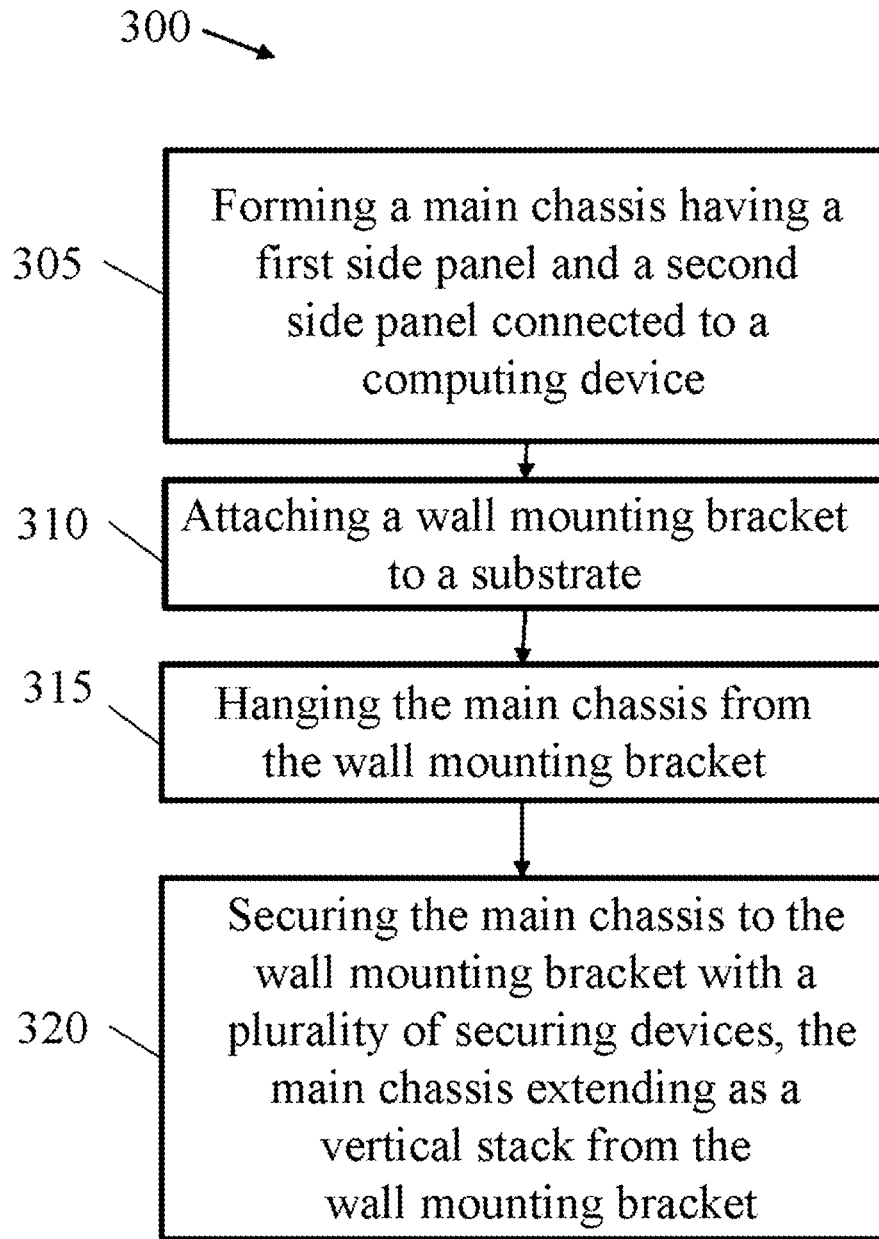 300
305
Forming a main chassis having a
first side panel and a second
side panel connected to a
computing device
310
Attaching a wall mounting bracket
to a substrate
315
Hanging the main chassis from
the wall mounting bracket
320
Securing the main chassis to the
wall mounting bracket with a
plurality of securing devices, the
main chassis extending as a
vertical stack from the
wall mounting bracket